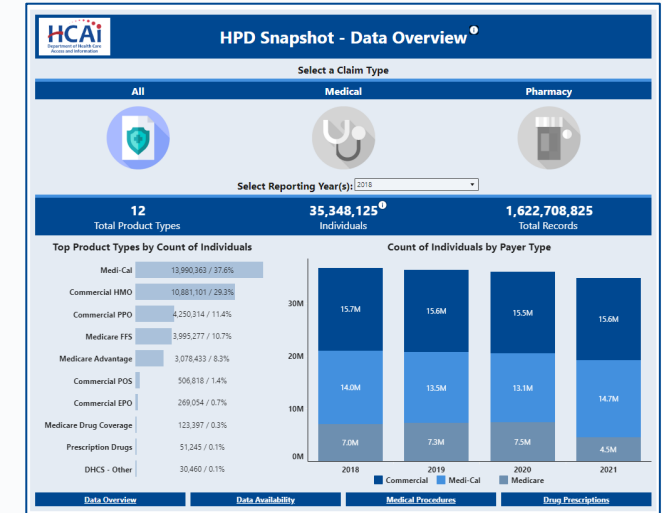 HCAi
Department of Health Care
Access and Information
HPD Snapshot - Data Overview
Select a Claim Type
All Medical Pharmacy
Select Reporting Year(s): 2018
12 35,348,125 1,622,708,825
Total Product Types Individuals Total Records
Top Product Types by Count of Individuals
Medi-Cal 13,990,363 / 37.6%
Commercial HMO 10,881,101 / 29.3%
Commercial PPO 4,250,314 / 11.4%
Medicare FFS 3,995,277 / 10.7%
Medicare Advantage 3,078,433 / 8.3%
Commercial POS 506,818 / 1.4%
Commercial EPO 269,054 / 0.7%
Medicare Drug Coverage 123,397 / 0.3%
Prescription Drugs 51,245 / 0.1%
DHCS - Other 30,460 / 0.1%
Count of Individuals by Payer Type
30M
20M
10M
0M
15.7M 15.6M 15.5M 15.6M
14.0M 13.5M 13.1M 14.7M
7.0M 7.3M 7.5M 4.5M
2018 2019 2020 2021
Commercial Medi-Cal Medicare
Data Overview Data Availability Medical Procedures Drug Prescriptions